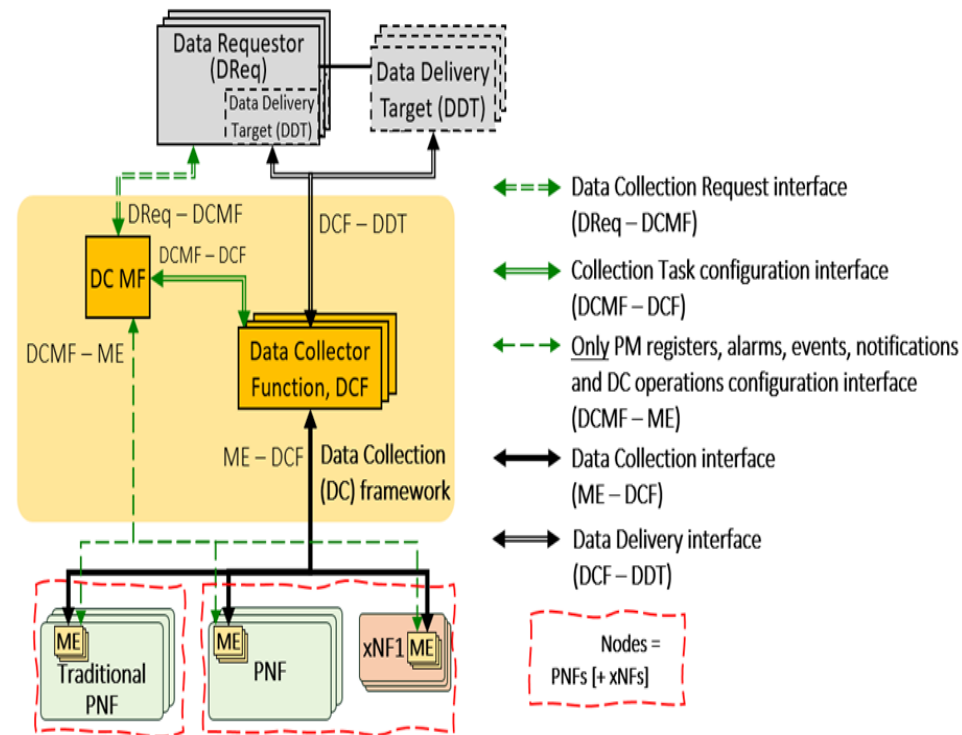 Data Requestor
(DReq)
Data Delivery
Target (DDT)
Data Delivery
Target (DDT)
DReq – DCMF
DCF – DDT
DCMF – DCF
DC MF
DCMF – ME
Data Collector
Function, DCF
ME – DCF
Data Collection
(DC) framework
ME
Traditional
PNF
ME
PNF
xNF1
ME
Data Collection Request interface
(DReq – DCMF)
Collection Task configuration interface
(DCMF – DCF)
Only PM registers, alarms, events, notifications
and DC operations configuration interface
(DCMF – ME)
Data Collection interface
(ME – DCF)
Data Delivery interface
(DCF – DDT)
Nodes =
PNFs [+ xNFs]